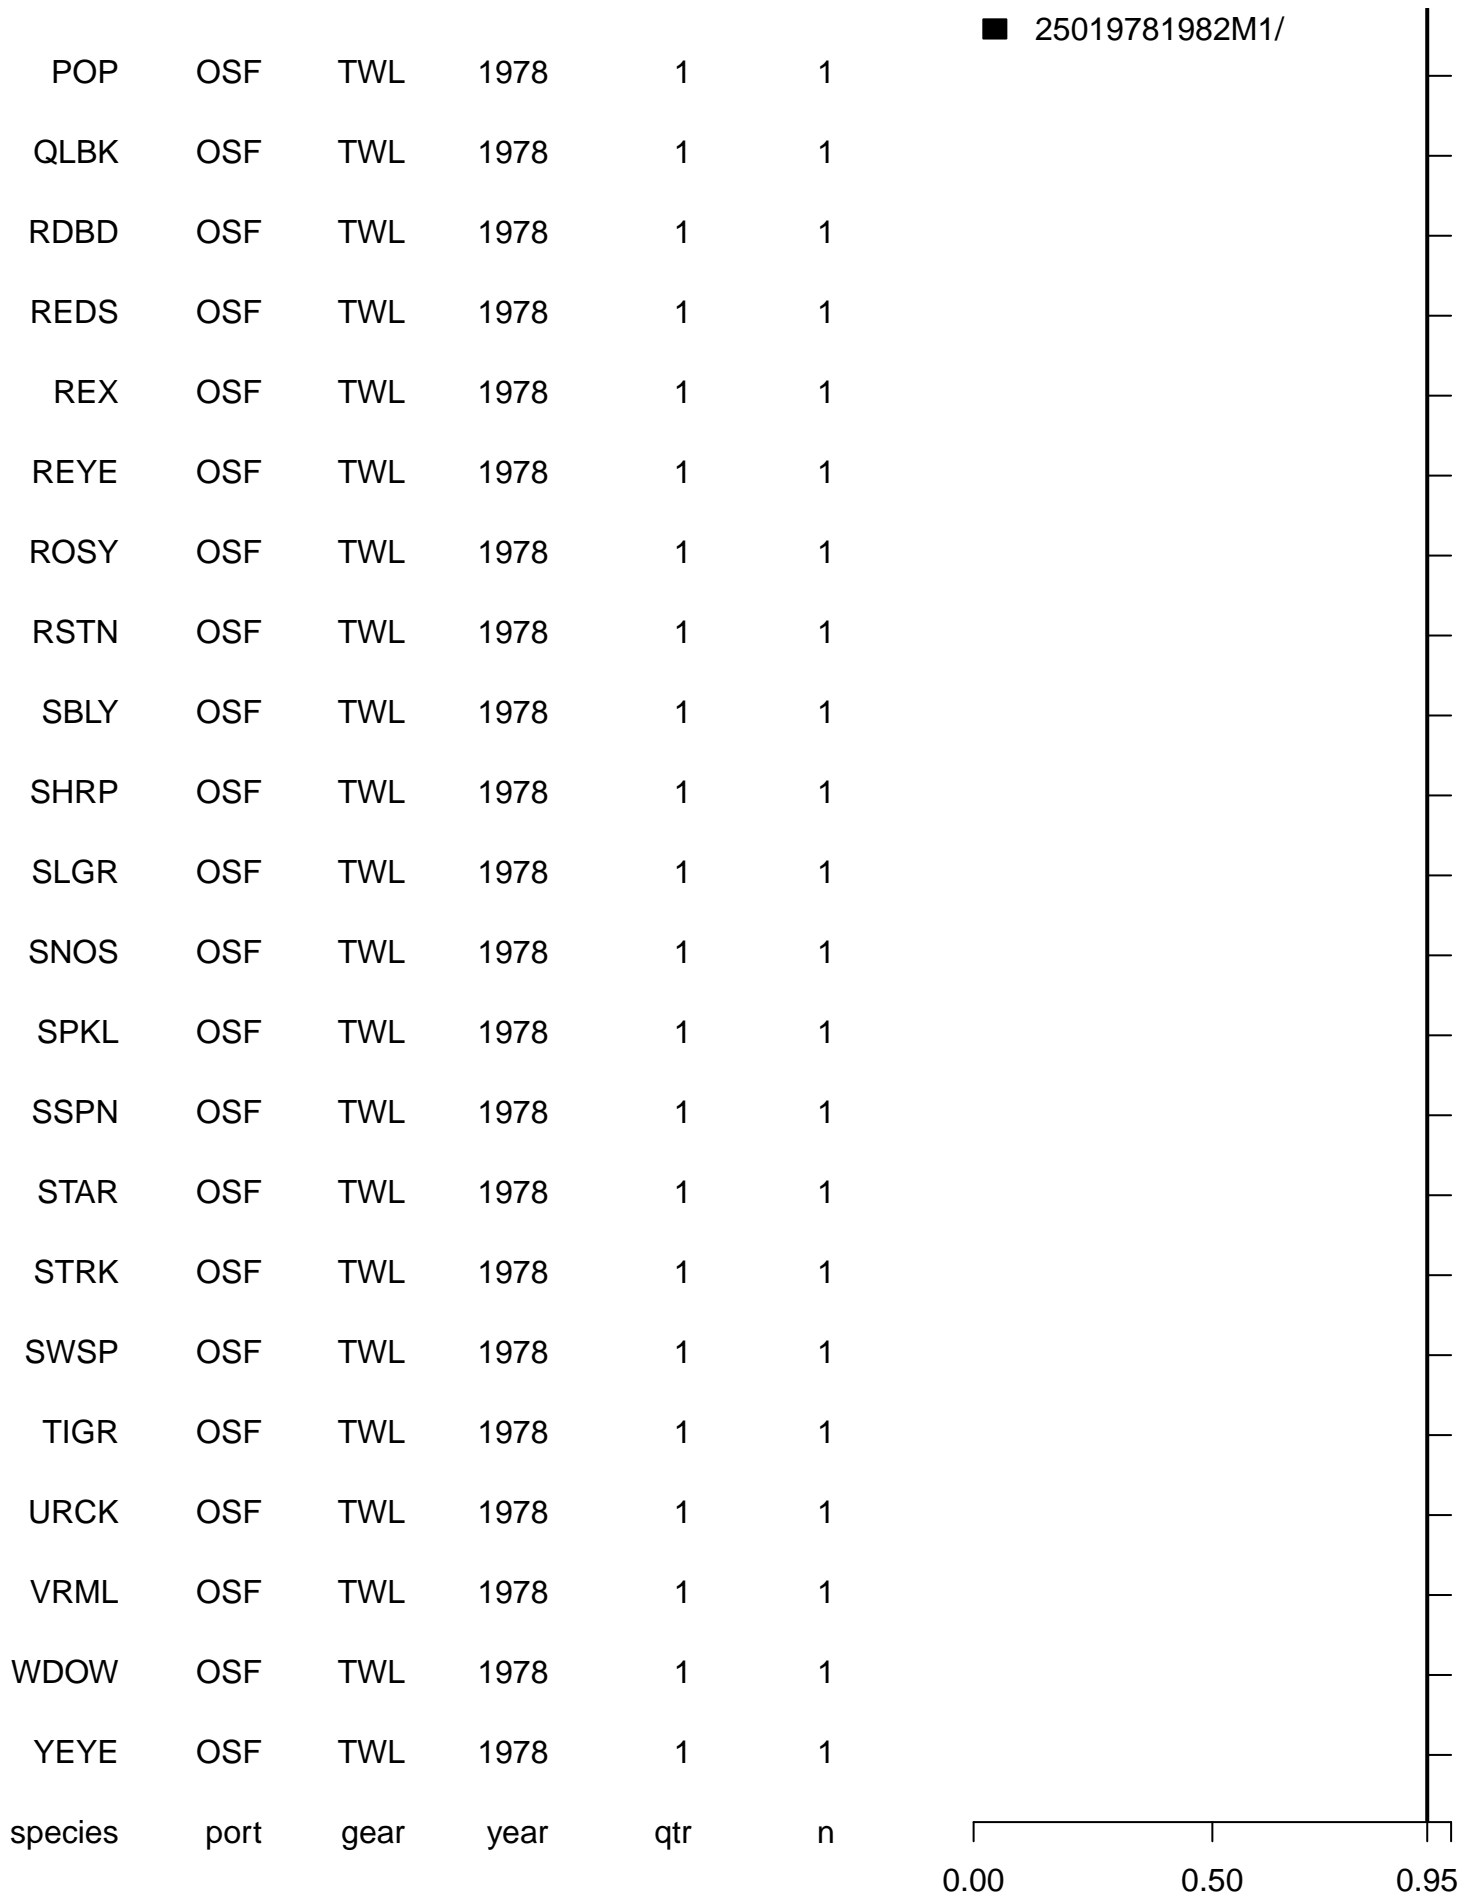 25019781982M1/
POP OSF TWL 1978 1 1
QLBK OSF TWL 1978 1 1
RDBD OSF TWL 1978 1 1
REDS OSF TWL 1978 1 1
REX OSF TWL 1978 1 1
REYE OSF TWL 1978 1 1
ROSY OSF TWL 1978 1 1
RSTN OSF TWL 1978 1 1
SBLY OSF TWL 1978 1 1
SHRP OSF TWL 1978 1 1
SLGR OSF TWL 1978 1 1
SNOS OSF TWL 1978 1 1
SPKL OSF TWL 1978 1 1
SSPN OSF TWL 1978 1 1
STAR OSF TWL 1978 1 1
STRK OSF TWL 1978 1 1
SWSP OSF TWL 1978 1 1
TIGR OSF TWL 1978 1 1
URCK OSF TWL 1978 1 1
VRML OSF TWL 1978 1 1
WDOW OSF TWL 1978 1 1
YEYE OSF TWL 1978 1 1
species port gear year qtr n
0.00 0.50 0.95